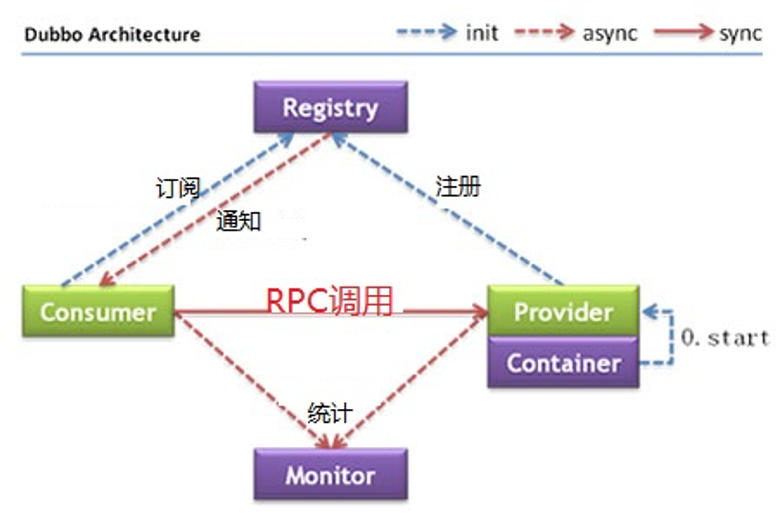 Dubbo Architecture
init
async
sync
Registry
订阅
注册
通知
Consumer
RPC调用
Provider
0. start
Container
统计
Monitor